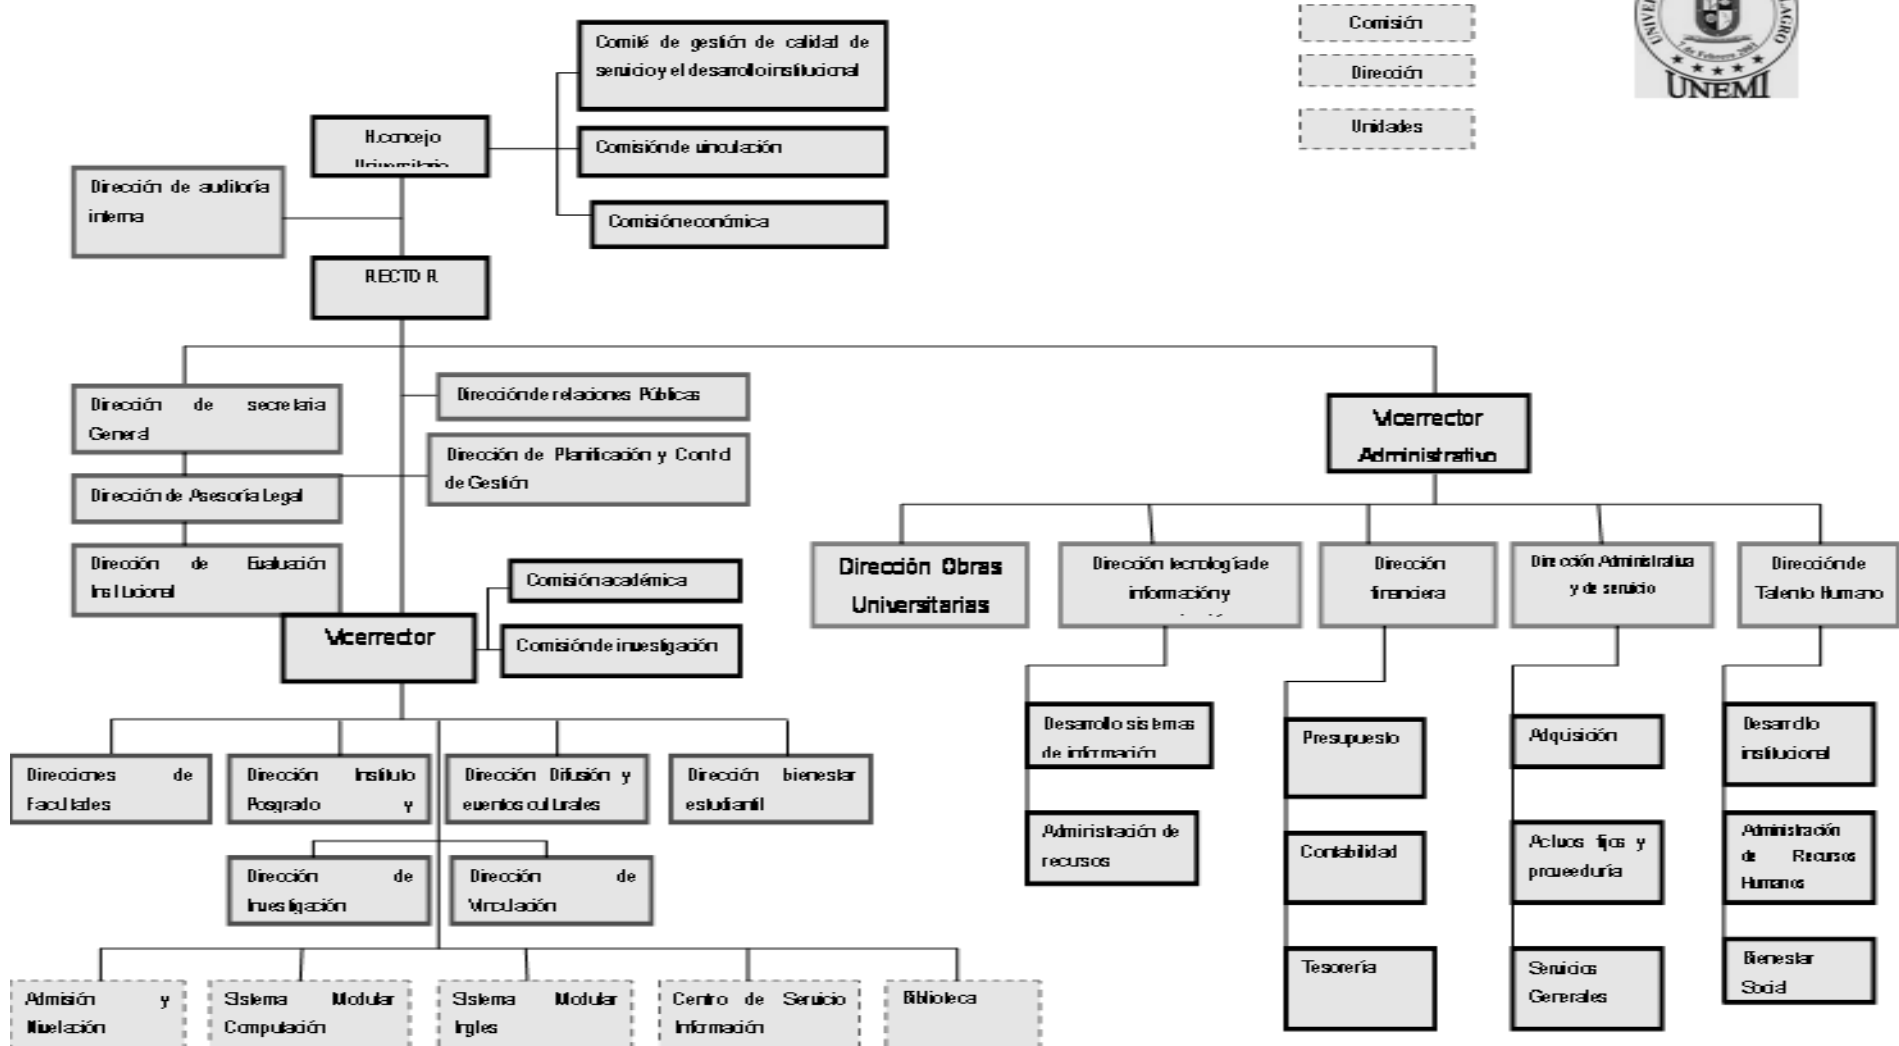 Comisión
Dirección
Unidades
7 de Febrero 2001
UNEMI
Comité de gestión de calidad de
servicio y el desarrollo institucional
H.concejo
Universitario
Comisión de vinculación
Comisión económica
Dirección de auditoría
interna
RECTOR
Dirección de secretaria
General
Dirección de relaciones Públicas
Dirección de Planificación y Control
de Gestión
Dirección de Asesoría Legal
Dirección de Evaluación
Vicerrector
Administrativo
Comisión académica
Comisión de investigación
Vicerrector
Dirección Obras
Universitarias
Dirección tecnología de
información y
Dirección
financiera
Dirección Administrativa
y de servicio
Dirección de
Talento Humano
Direcciones de
Facultades
Dirección Instituto
Posgrado y
Dirección Difusión y
eventos culturales
Dirección bienestar
estudiantil
Dirección de
Investigación
Dirección de
Vinculación
Desarrollo sistemas
de información
Administración de
recursos
Presupuesto
Contabilidad
Tesorería
Adquisición
Activos fijos y
proveeduría
Servicios
Generales
Desarrollo
institucional
Administración
de Recursos
Humanos
Bienestar
Social
Admisión y
Nivelación
Sistema Modular
Computación
Sistema Modular
Ingles
Centro de Servicio
Información
Biblioteca